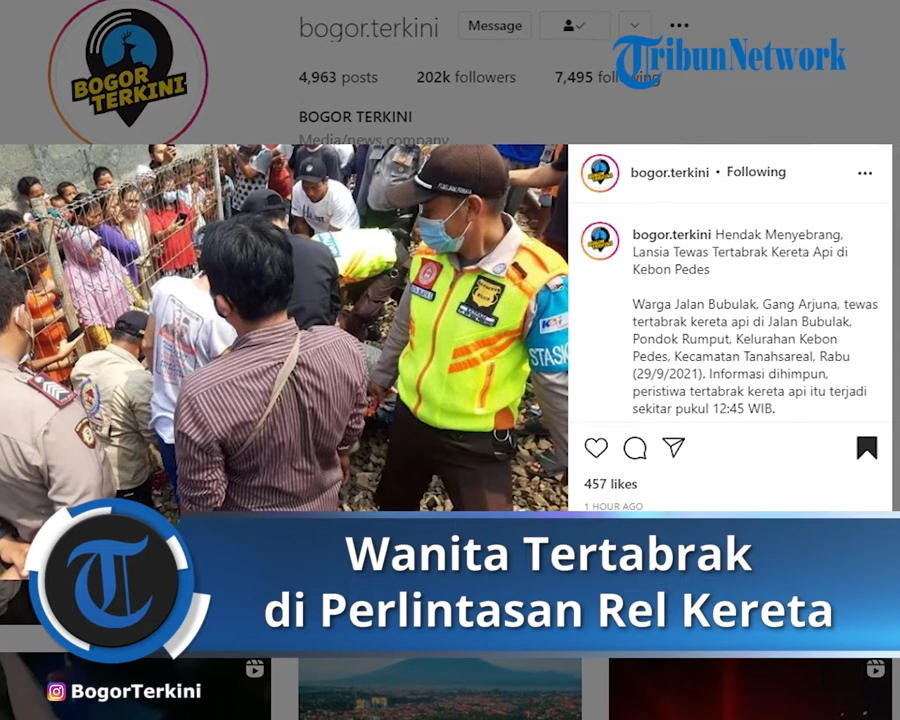 bogor.terkini Message
4,963 posts 202k followers 7,495 following
Tribun Network
BOGOR TERKINI
BOGOR TERKINI
Media/news company
bogor.terkini • Following
bogor.terkini Hendak Menyebrang,
Lansia Tewas Tertabrak Kereta Api di
Kebon Pedes
Warga Jalan Bubulak, Gang Arjuna, tewas
tertabrak kereta api di Jalan Bubulak,
Pondok Rumput, Kelurahan Kebon
Pedes, Kecamatan Tanahsareal, Rabu
(29/9/2021). Informasi dihimpun,
peristiwa tertabrak kereta api itu terjadi
sekitar pukul 12:45 WIB.
KAI
STASI
457 likes
1 HOUR AGO
Wanita Tertabrak
di Perlintasan Rel Kereta
T
BogorTerkini